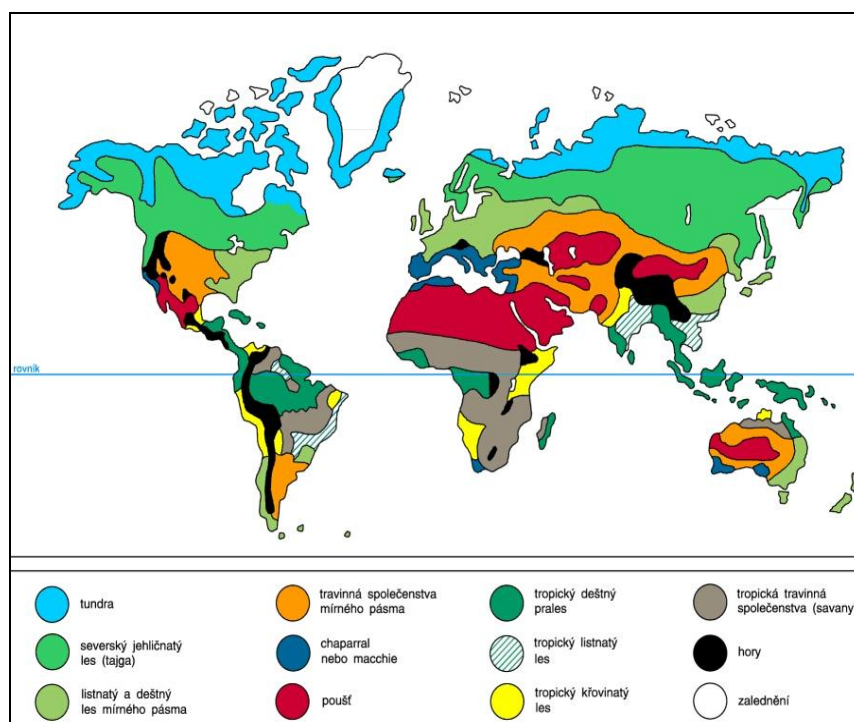 rovník
tundra
severský jehličnatý
les (tajga)
listnatý a deštný
les mírného pásma
travinná společenstva
mírného pásma
chaparral
nebo macchie
poušť
tropický deštný
prales
tropický listnatý
les
tropický křovinatý
les
tropická travinná
společenstva (savany
hory
zalednění